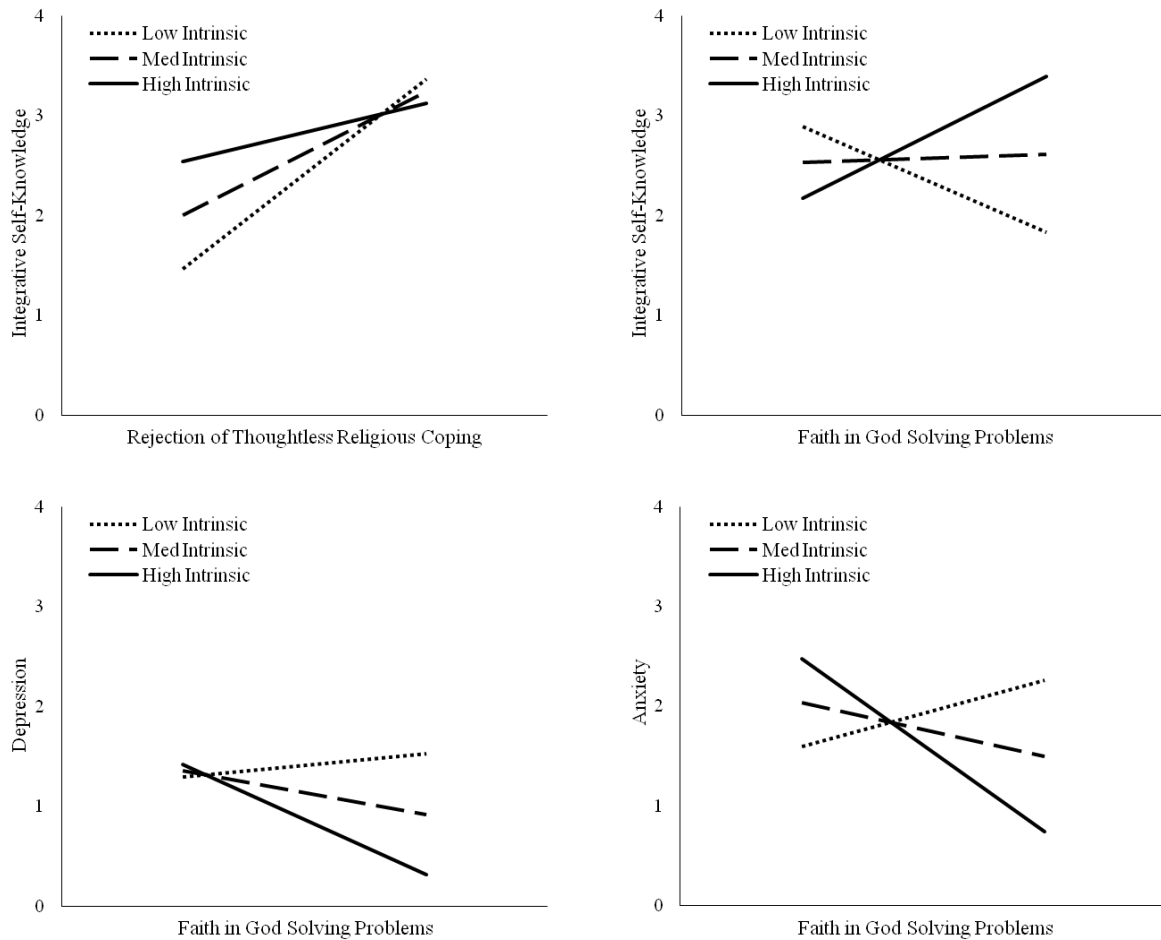 4
Low Intrinsic
Med Intrinsic
High Intrinsic
3
2
1
0
Integrative Self-Knowledge
Rejection of Thoughtless Religious Coping
4
Low Intrinsic
Med Intrinsic
High Intrinsic
3
2
1
0
Integrative Self-Knowledge
Faith in God Solving Problems
4
Low Intrinsic
Med Intrinsic
High Intrinsic
3
2
1
0
Depression
Faith in God Solving Problems
4
Low Intrinsic
Med Intrinsic
High Intrinsic
3
2
1
0
Anxiety
Faith in God Solving Problems